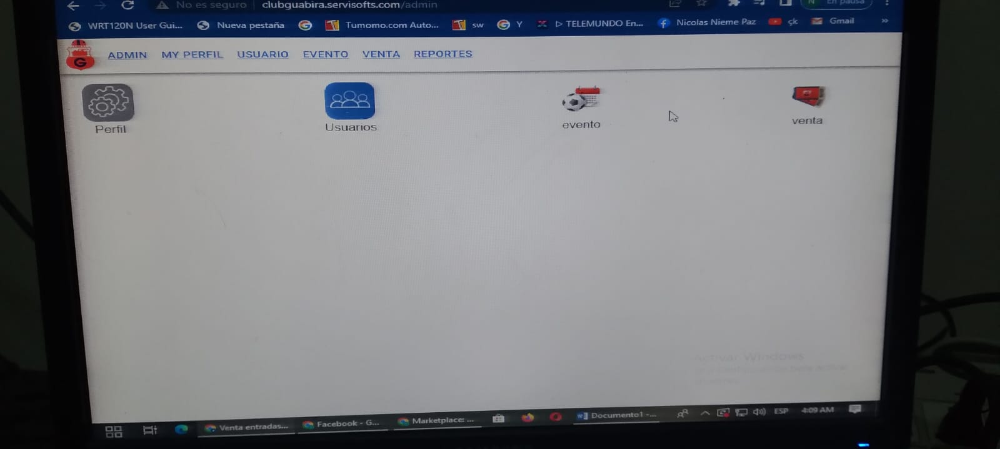 No es seguro clubguabira.servisofts.com/admin N En pausa
WRT120N User Gui... Nueva pestaña Tumomo.com Auto... sw Y ▷ TELEMUNDO En... Nicolas Nieme Paz çk Gmail »
G ADMIN MY PERFIL USUARIO EVENTO VENTA REPORTES
Perfil Usuarios evento venta
Activar Windows
Venta entradas... Facebook - G... Marketplace: ... Documento1 -... ESP 4:09 AM